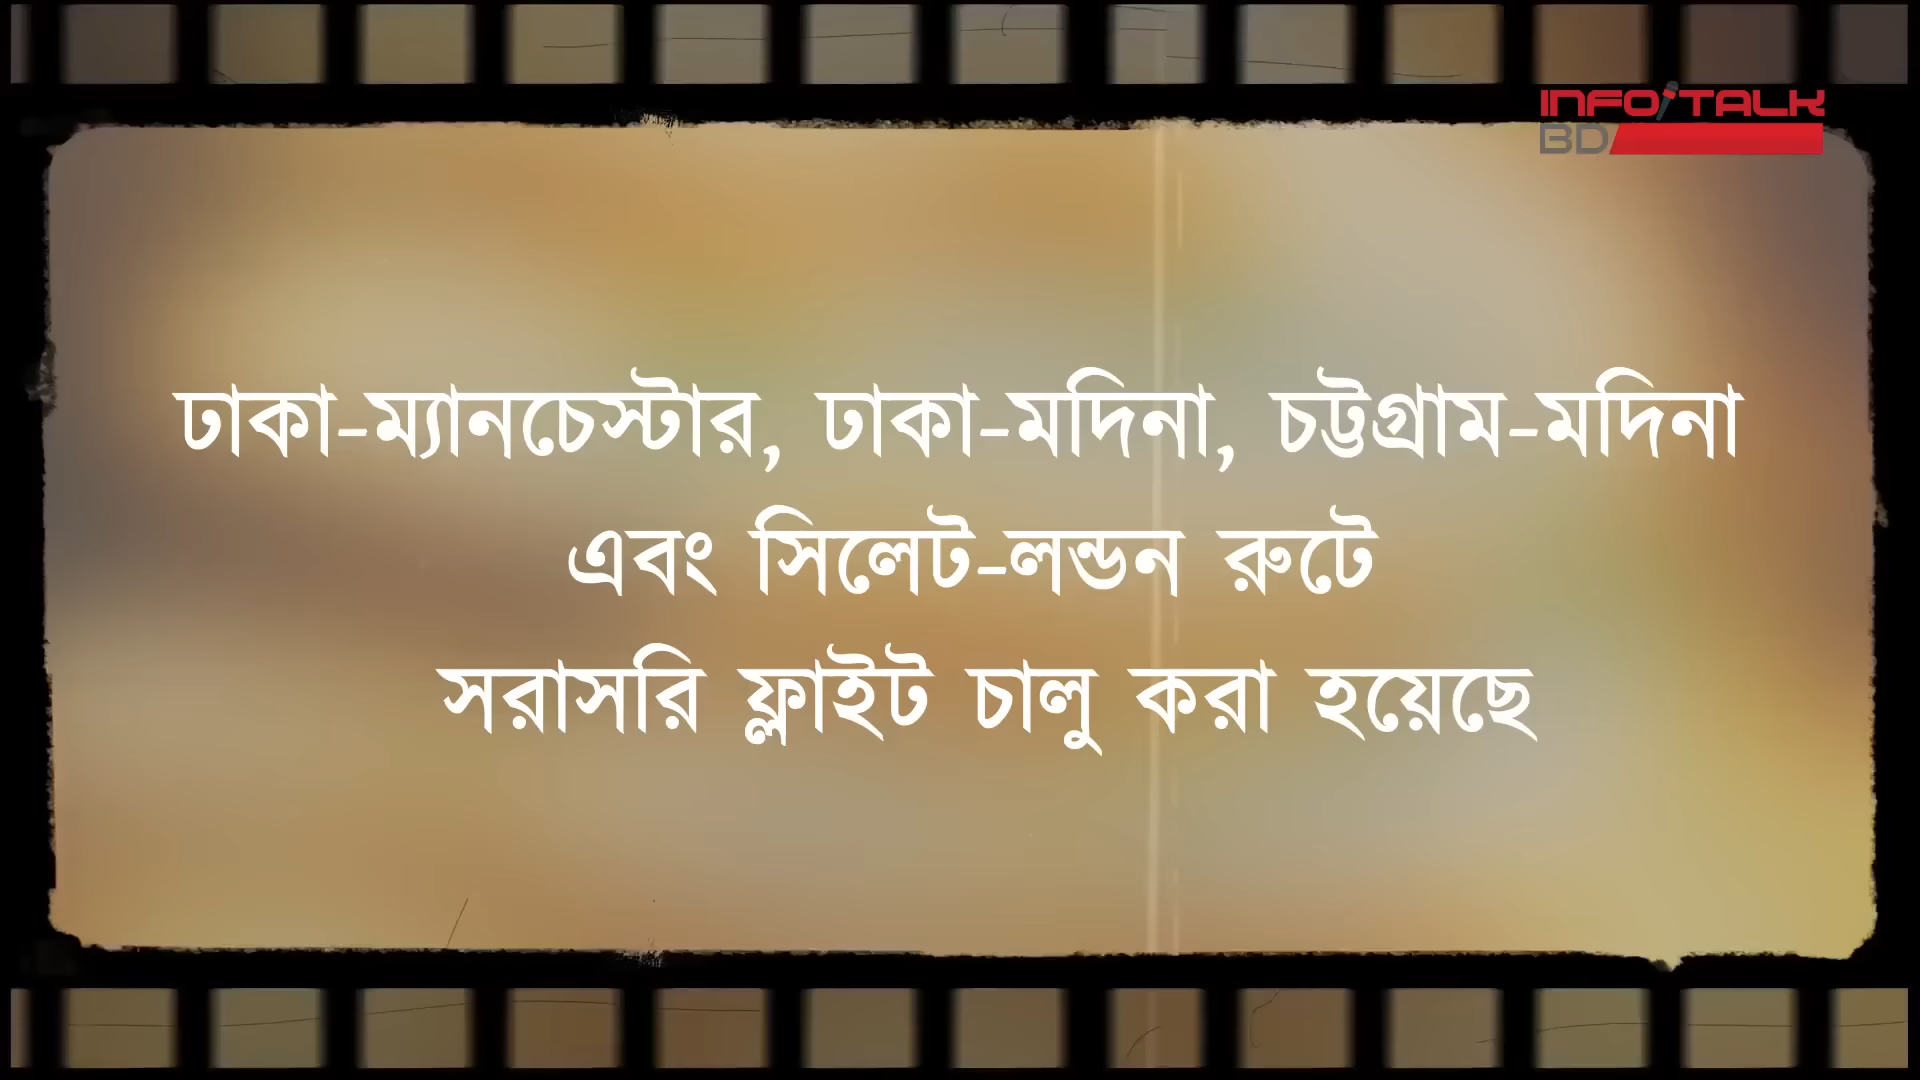 INFO TALK
BD
ঢাকা-ম্যানচেস্টার, ঢাকা-মদিনা, চট্টগ্রাম-মদিনা
এবং সিলেট-লন্ডন রুটে
সরাসরি ফ্লাইট চালু করা হয়েছে